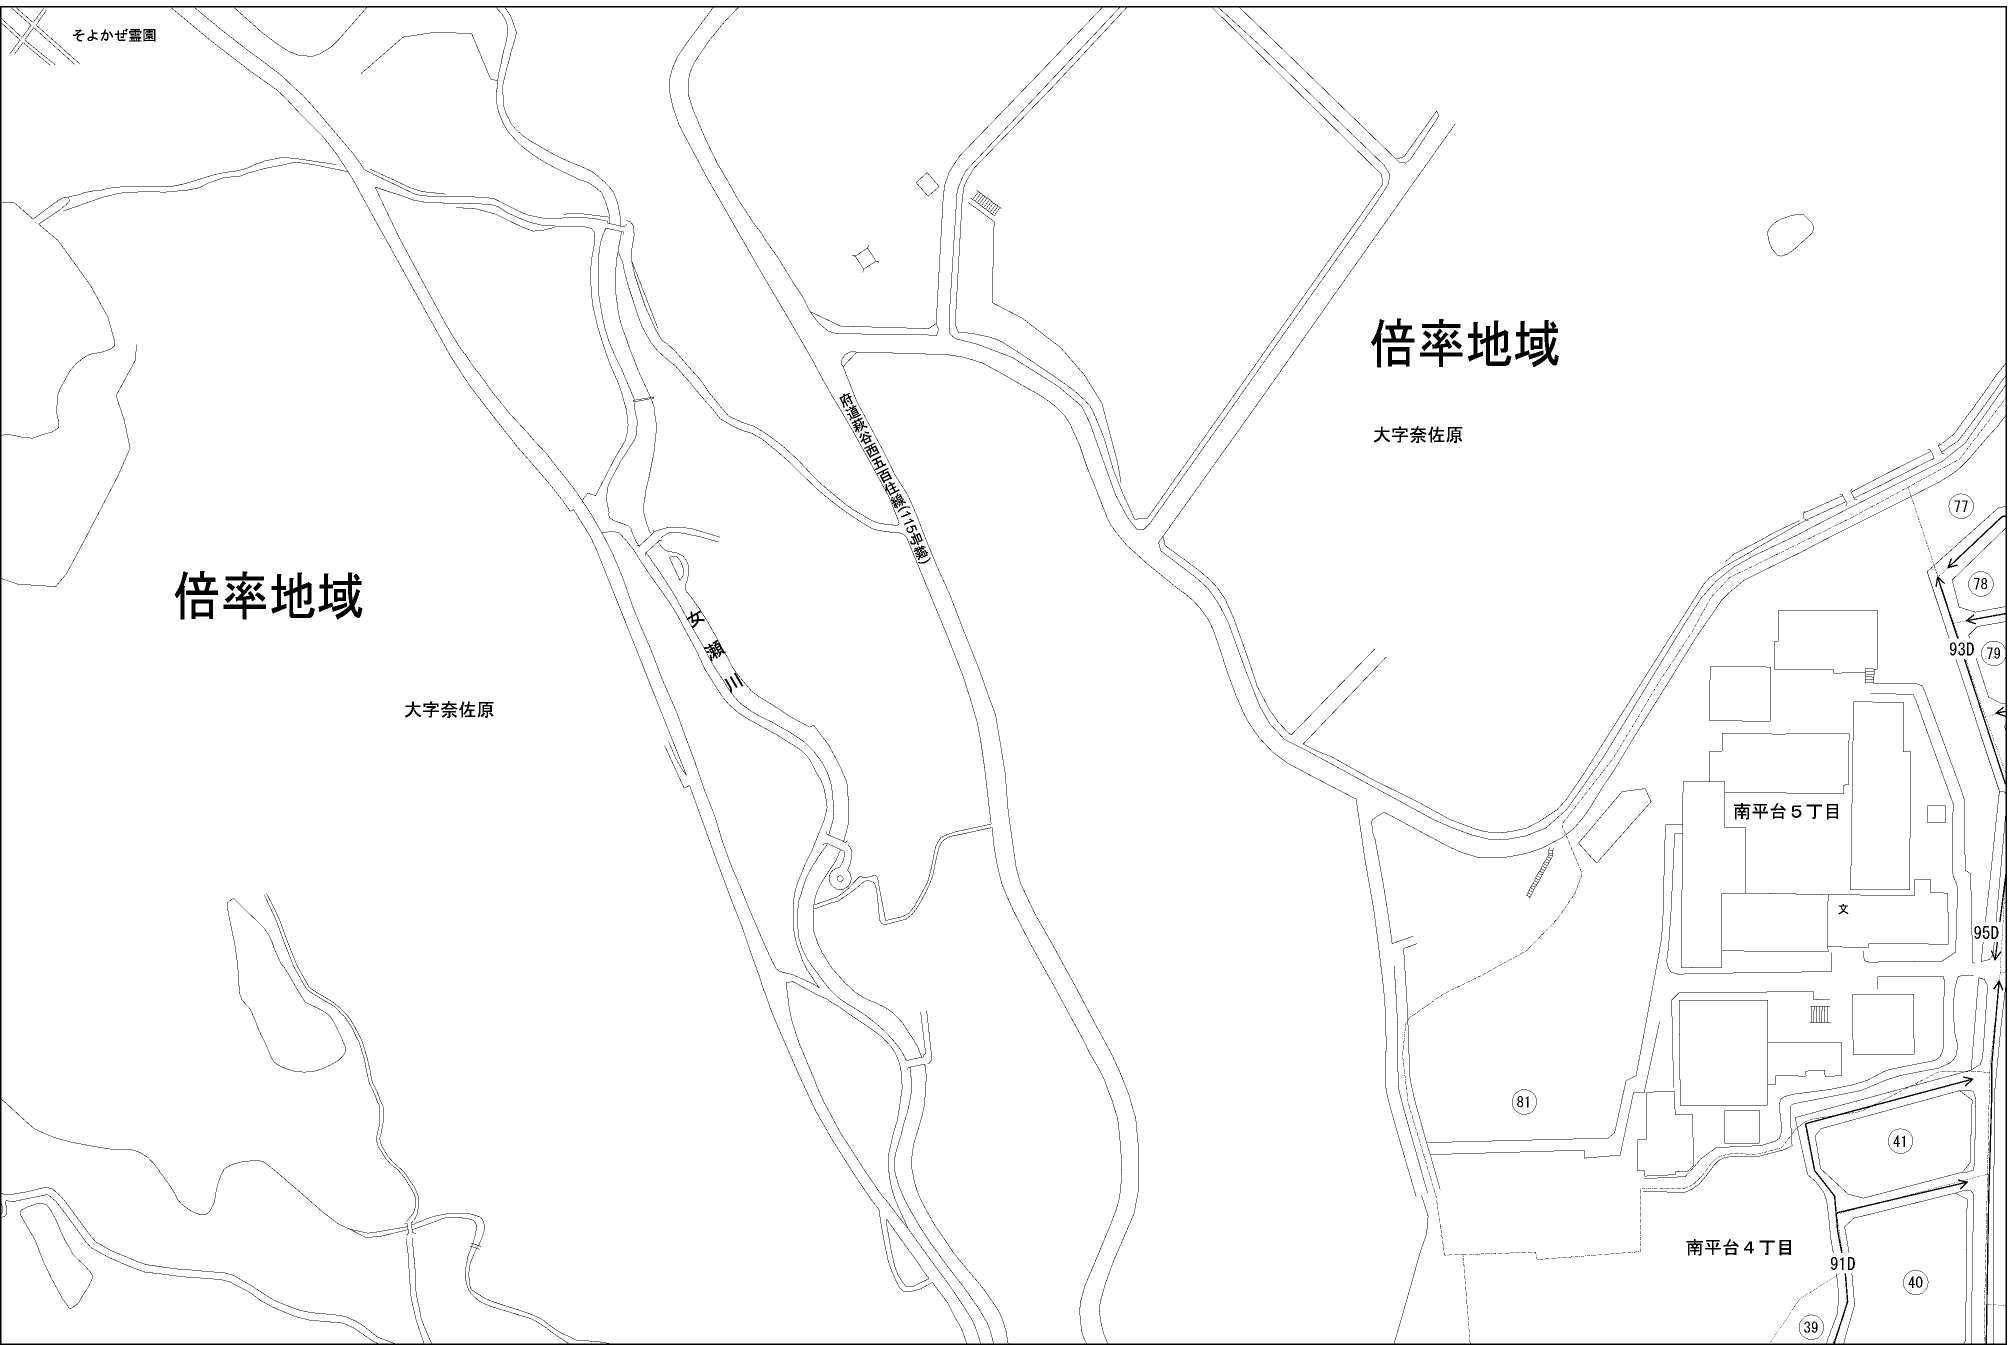 そよかぜ霊園
倍率地域
大字奈佐原
府道萩谷西五百住線(115号線)
77
78
93D
79
倍率地域
女瀬川
大字奈佐原
南平台5丁目
文
95D
81
41
南平台4丁目
91D
40
39